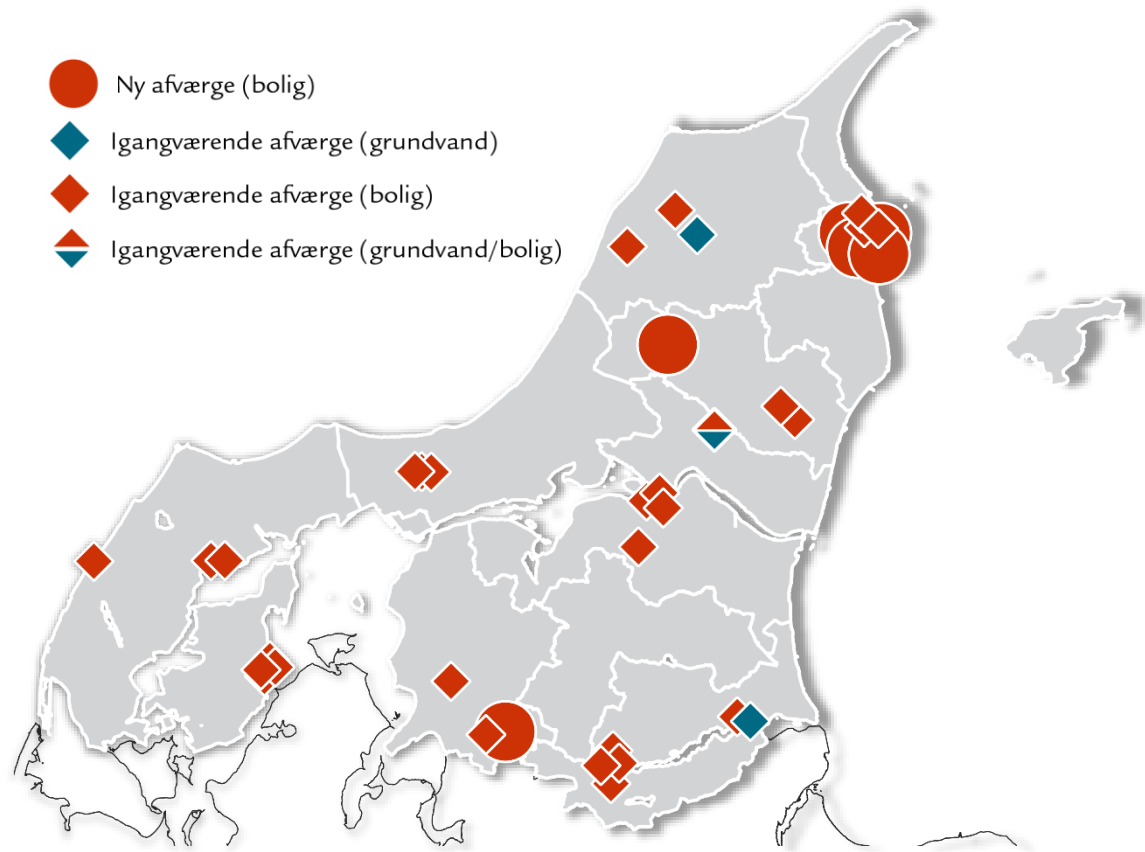 Ny afværge (bolig)
Igangværende afværge (grundvand)
Igangværende afværge (bolig)
Igangværende afværge (grundvand/bolig)